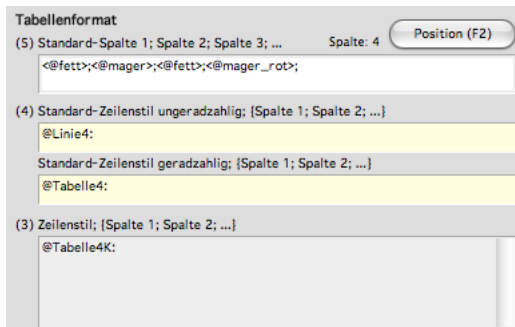 Tabellenformat
(5) Standard-Spalte 1; Spalte 2; Spalte 3; ... Spalte: 4 Position (F2)
<@fett>;<@mager>;<@fett>;<@mager_rot>;
(4) Standard-Zeilenstil ungeradzahlig; {Spalte 1; Spalte 2; ...}
@Linie4:
Standard-Zeilenstil geradzahlig; {Spalte 1; Spalte 2; ...}
@Tabelle4:
(3) Zeilenstil; {Spalte 1; Spalte 2; ...}
@Tabelle4K: